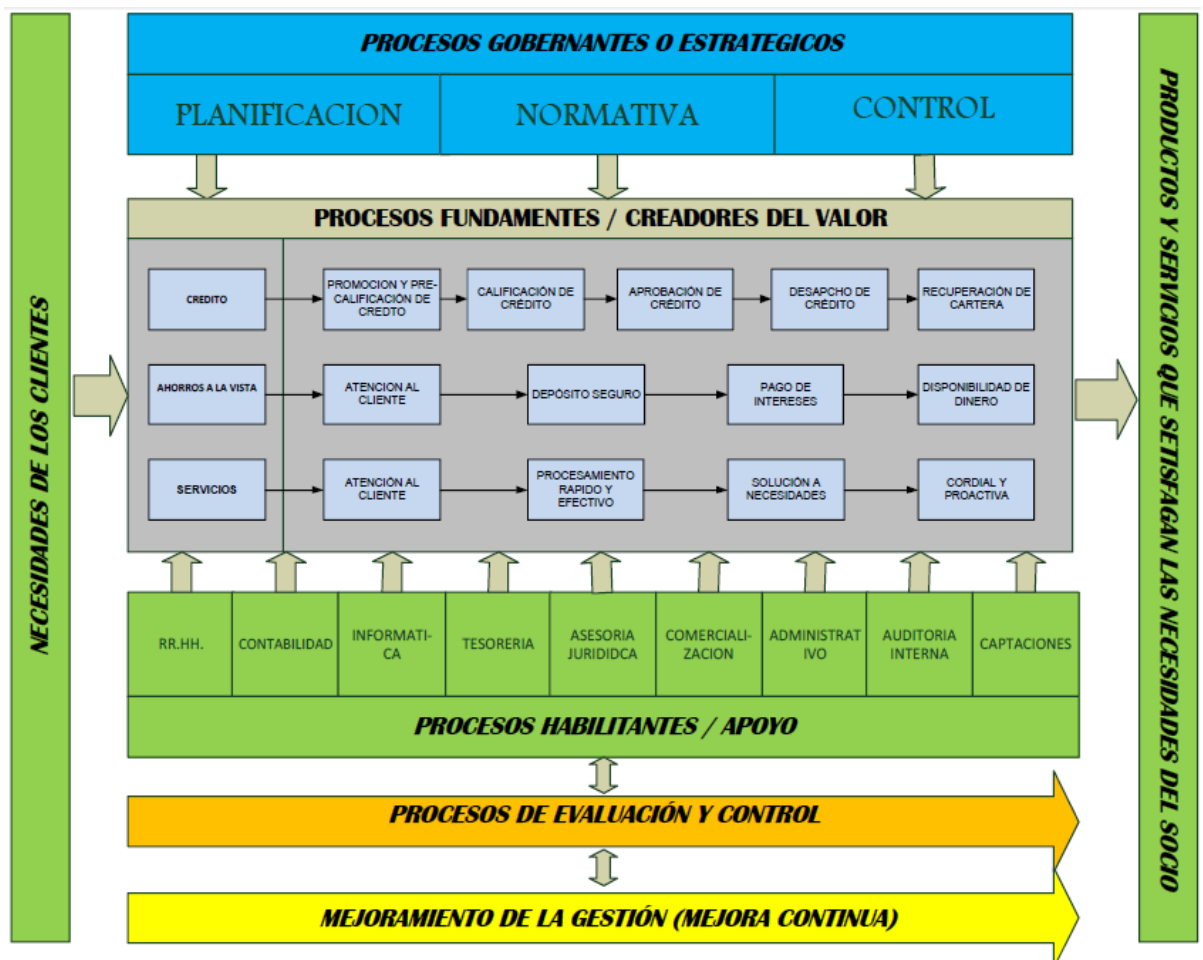 PROCESOS GOBERNANTES O ESTRATEGICOS
PLANIFICACION
NORMATIVA
CONTROL
NECESIDADES DE LOS CLIENTES
PROCESOS FUNDAMENTES / CREADORES DEL VALOR
CREDITO
PROMOCION Y PRE-
CALIFICACIÓN DE
CREDTO
CALIFICACIÓN DE
CRÉDITO
APROBACIÓN DE
CRÉDITO
DESAPCHO DE
CRÉDITO
RECUPERACIÓN DE
CARTERA
AHORROS A LA VISTA
ATENCION AL
CLIENTE
DEPÓSITO SEGURO
PAGO DE
INTERESES
DISPONIBILIDAD DE
DINERO
SERVICIOS
ATENCIÓN AL
CLIENTE
PROCESAMIENTO
RAPIDO Y
EFECTIVO
SOLUCIÓN A
NECESIDADES
CORDIAL Y
PROACTIVA
PRODUCTOS Y SERVICIOS QUE SETISFAGAN LAS NECESIDADES DEL SOCIO
RR.HH.
CONTABILIDAD
INFORMATI-
CA
TESORERIA
ASESORIA
JURIDIDCA
COMERCIALI-
ZACION
ADMINISTRAT
IVO
AUDITORIA
INTERNA
CAPTACIONES
PROCESOS HABILITANTES / APOYO
PROCESOS DE EVALUACIÓN Y CONTROL
MEJORAMIENTO DE LA GESTIÓN (MEJORA CONTINUA)